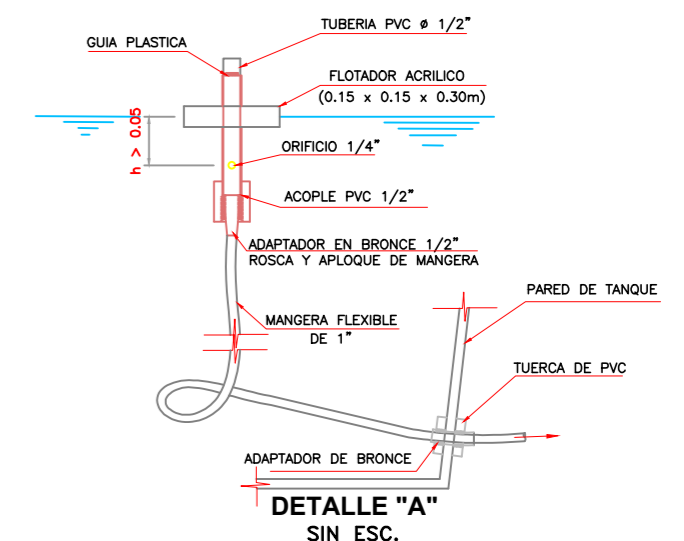 TUBERIA PVC ø 1/2"
GUIA PLASTICA
FLOTADOR ACRILICO
(0.15 x 0.15 x 0.30m)
h > 0.05
ORIFICIO 1/4"
ACOPLE PVC 1/2"
ADAPTADOR EN BRONCE 1/2"
ROSCA Y APLOQUE DE MANGERA
PARED DE TANQUE
MANGERA FLEXIBLE
DE 1"
TUERCA DE PVC
ADAPTADOR DE BRONCE
DETALLE "A"
SIN ESC.